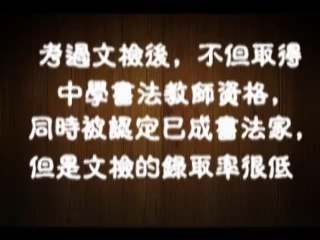 考過文檢後，不但取得
中學書法教師資格，
同時被認定已成書法家，
但是文檢的錄取率很低